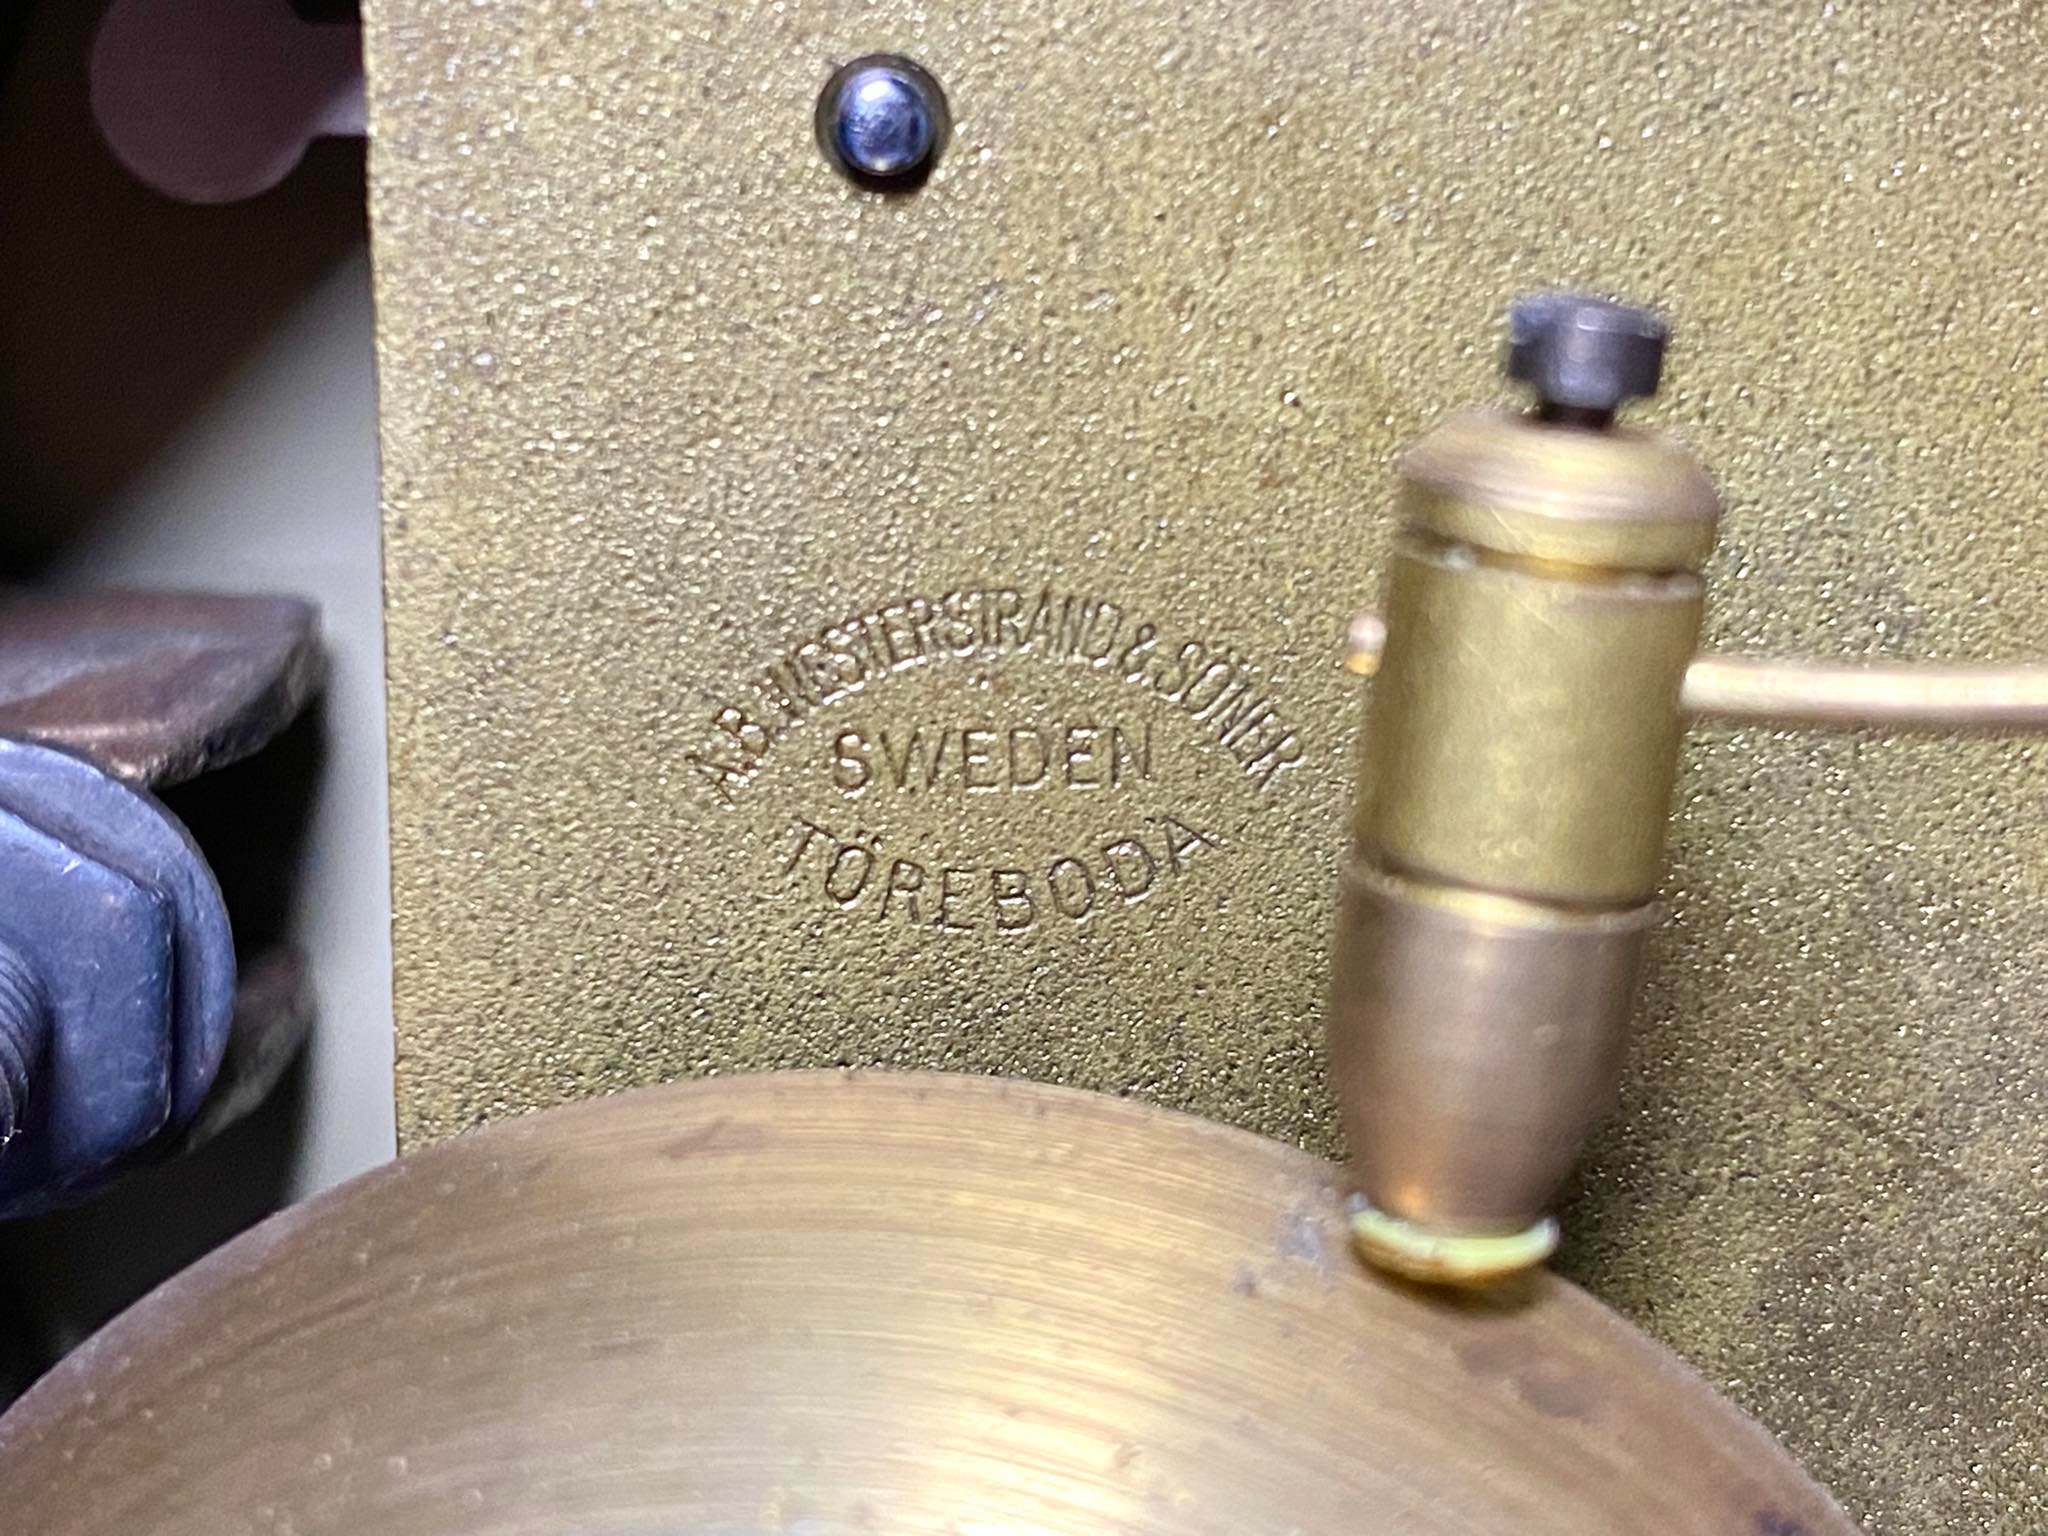 A.B. WESTERSTRAND & SÖNER
SWEDEN
TÖREBODA